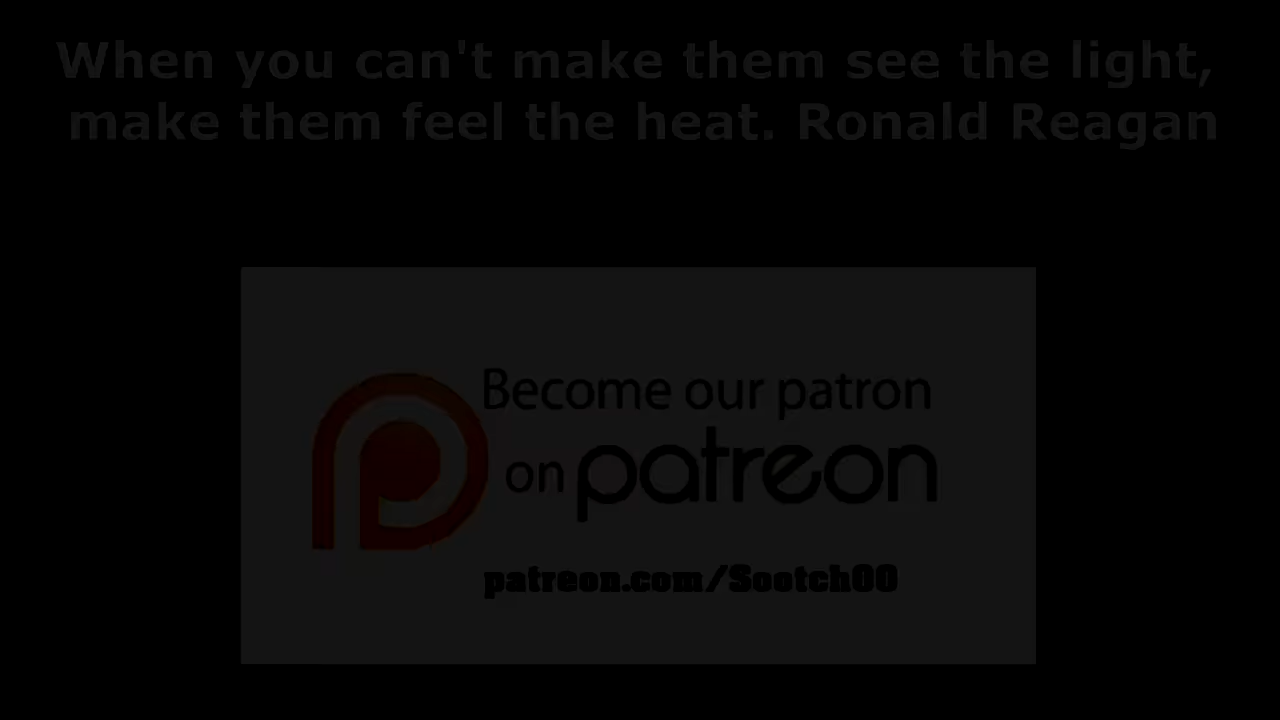 When you can't make them see the light,
make them feel the heat. Ronald Reagan
Become our patron
on patreon
patreon.com/Sootch00